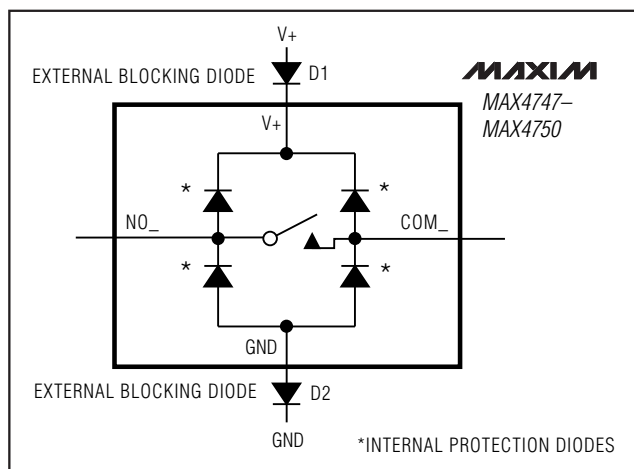 V+
EXTERNAL BLOCKING DIODE D1
MAXIM
MAX4747–
MAX4750
V+
* *
NO_ COM_
* *
GND
EXTERNAL BLOCKING DIODE D2
GND
*INTERNAL PROTECTION DIODES